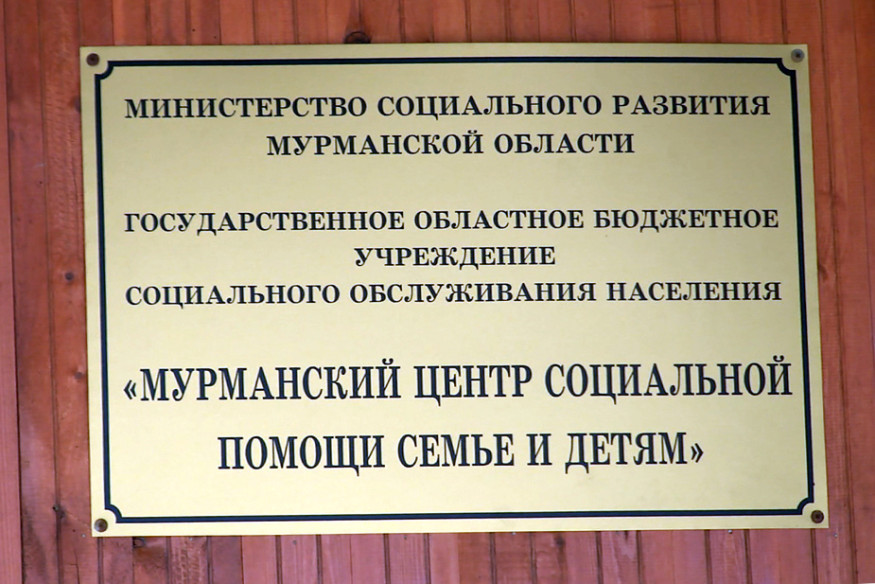 МИНИСТЕРСТВО СОЦИАЛЬНОГО РАЗВИТИЯ
МУРМАНСКОЙ ОБЛАСТИ
ГОСУДАРСТВЕННОЕ ОБЛАСТНОЕ БЮДЖЕТНОЕ
УЧРЕЖДЕНИЕ
СОЦИАЛЬНОГО ОБСЛУЖИВАНИЯ НАСЕЛЕНИЯ
«МУРМАНСКИЙ ЦЕНТР СОЦИАЛЬНОЙ
ПОМОЩИ СЕМЬЕ И ДЕТЯМ»